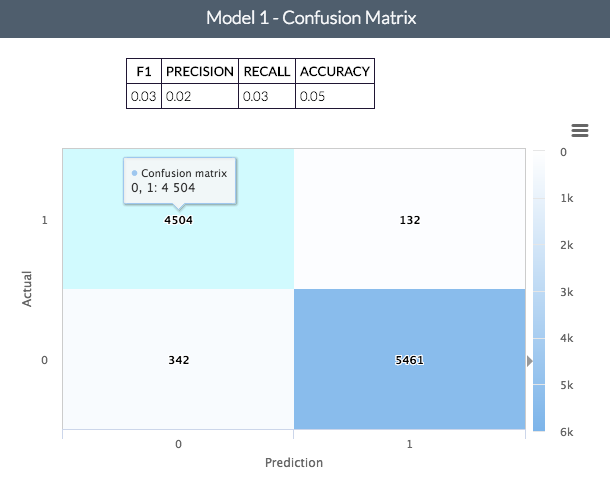 Model 1 - Confusion Matrix
F1 PRECISION RECALL ACCURACY
0.03 0.02 0.03 0.05
Confusion matrix
0, 1: 4 504
1
4504
132
0
342
5461
0
1
Actual
Prediction
0
1k
2k
3k
4k
5k
6k